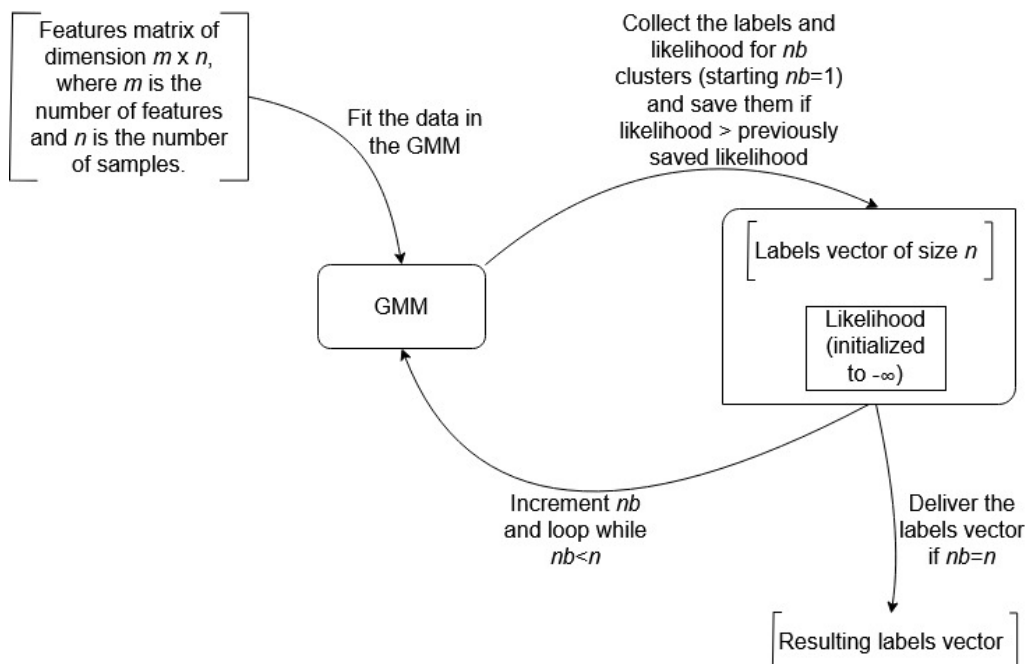 Features matrix of
dimension m x n,
where m is the
number of features
and n is the number
of samples.
Fit the data in
the GMM
Collect the labels and
likelihood for nb
clusters (starting nb=1)
and save them if
likelihood > previously
saved likelihood
GMM
Labels vector of size n
Likelihood
(initialized
to -∞)
Increment nb
and loop while
nb<n
Deliver the
labels vector
if nb=n
Resulting labels vector